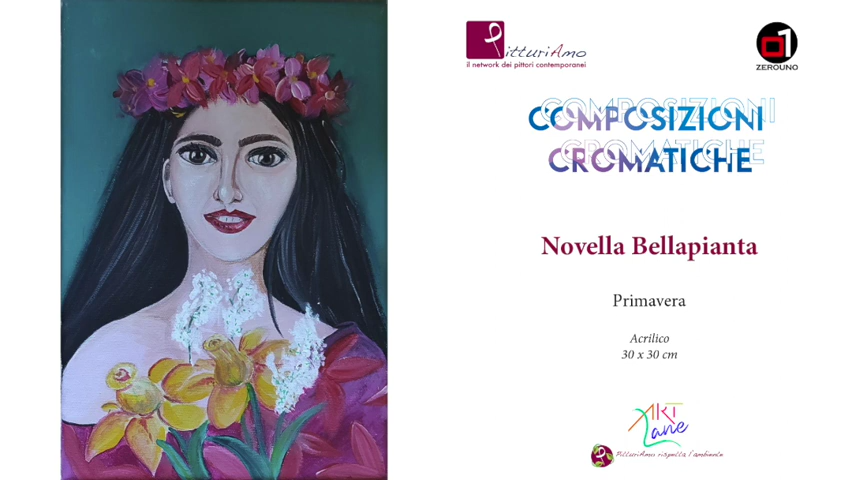 PitturiAmo
il network dei pittori contemporanei
01
ZEROUNO
COMPOSIZIONI
CROMATICHE
Novella Bellapianta
Primavera
Acrilico
30 x 30 cm
ART
Lane
PitturiAmo rispetta l'ambiente